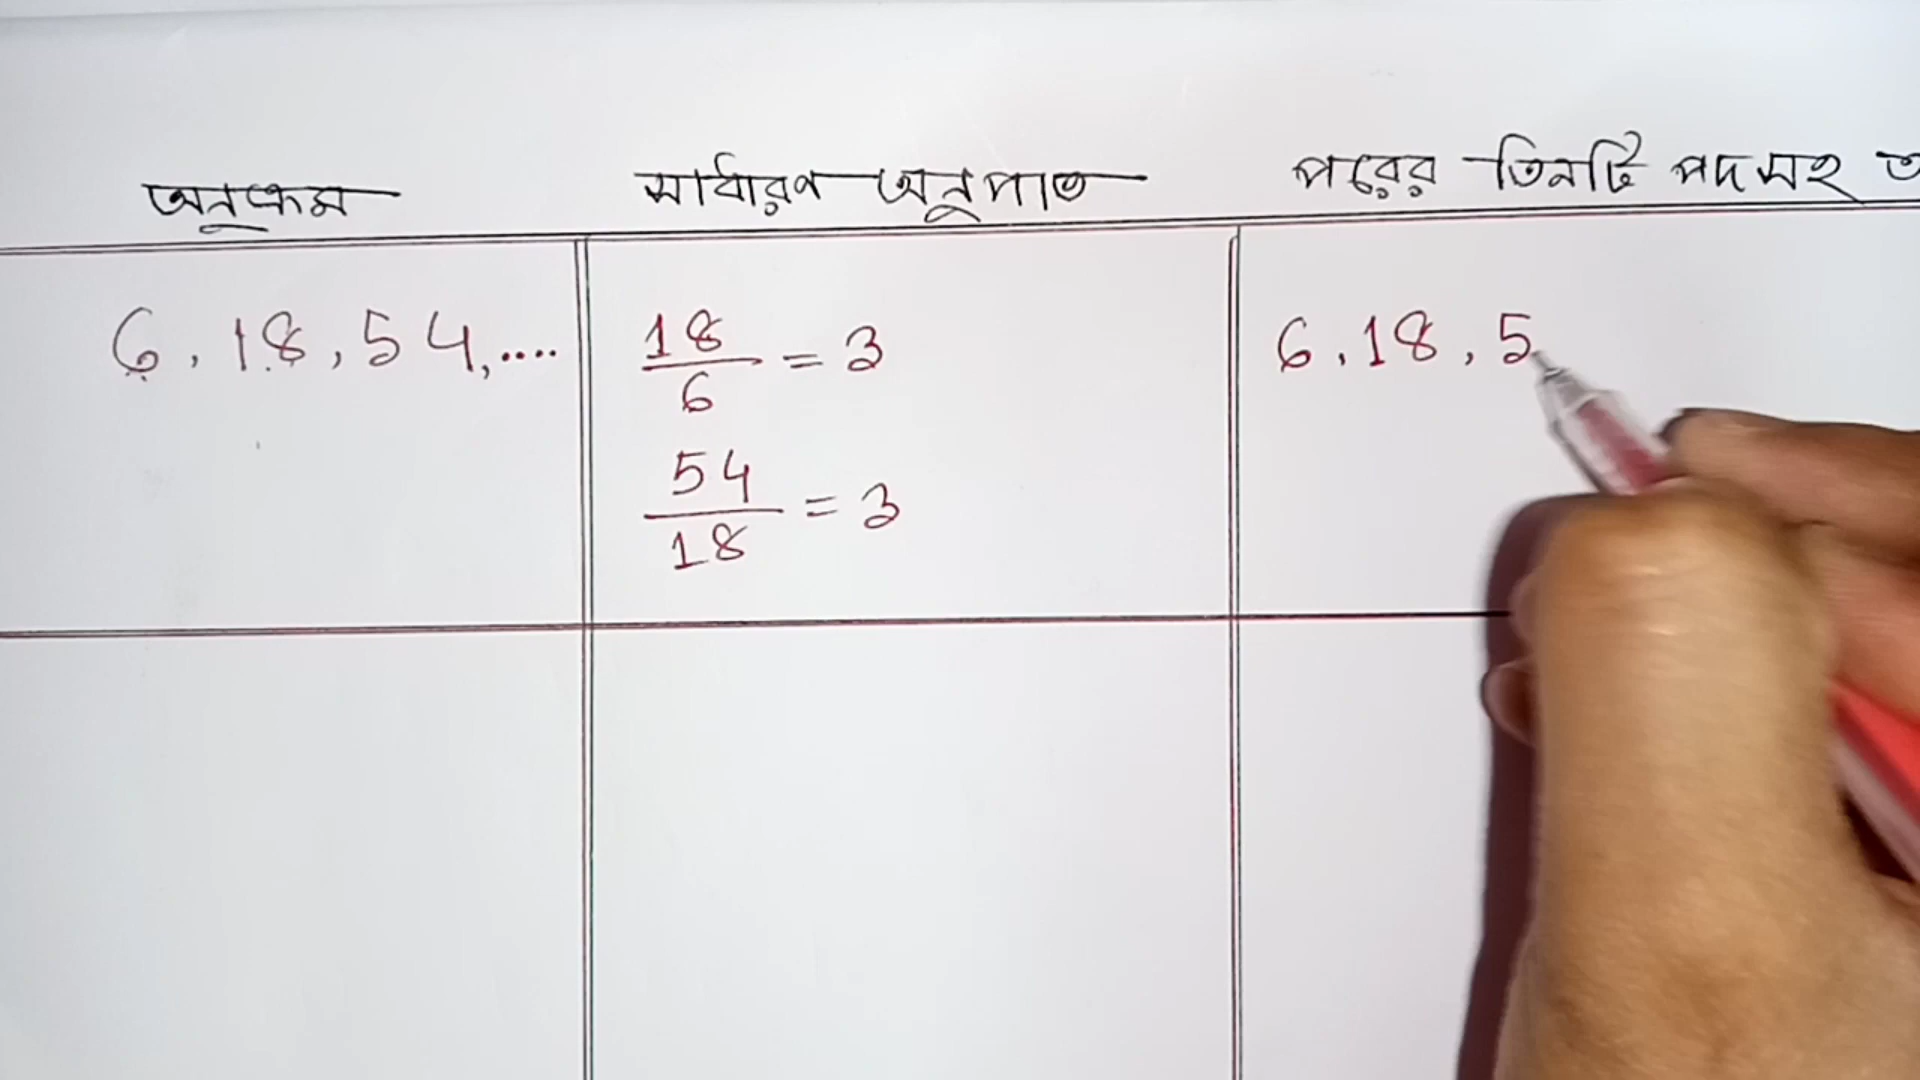 অনুক্রম সাধারণ অনুপাত পরের তিনটি পদসহ
6, 18, 54, .... 18/6 = 3 6, 18, 5
54/18 = 3